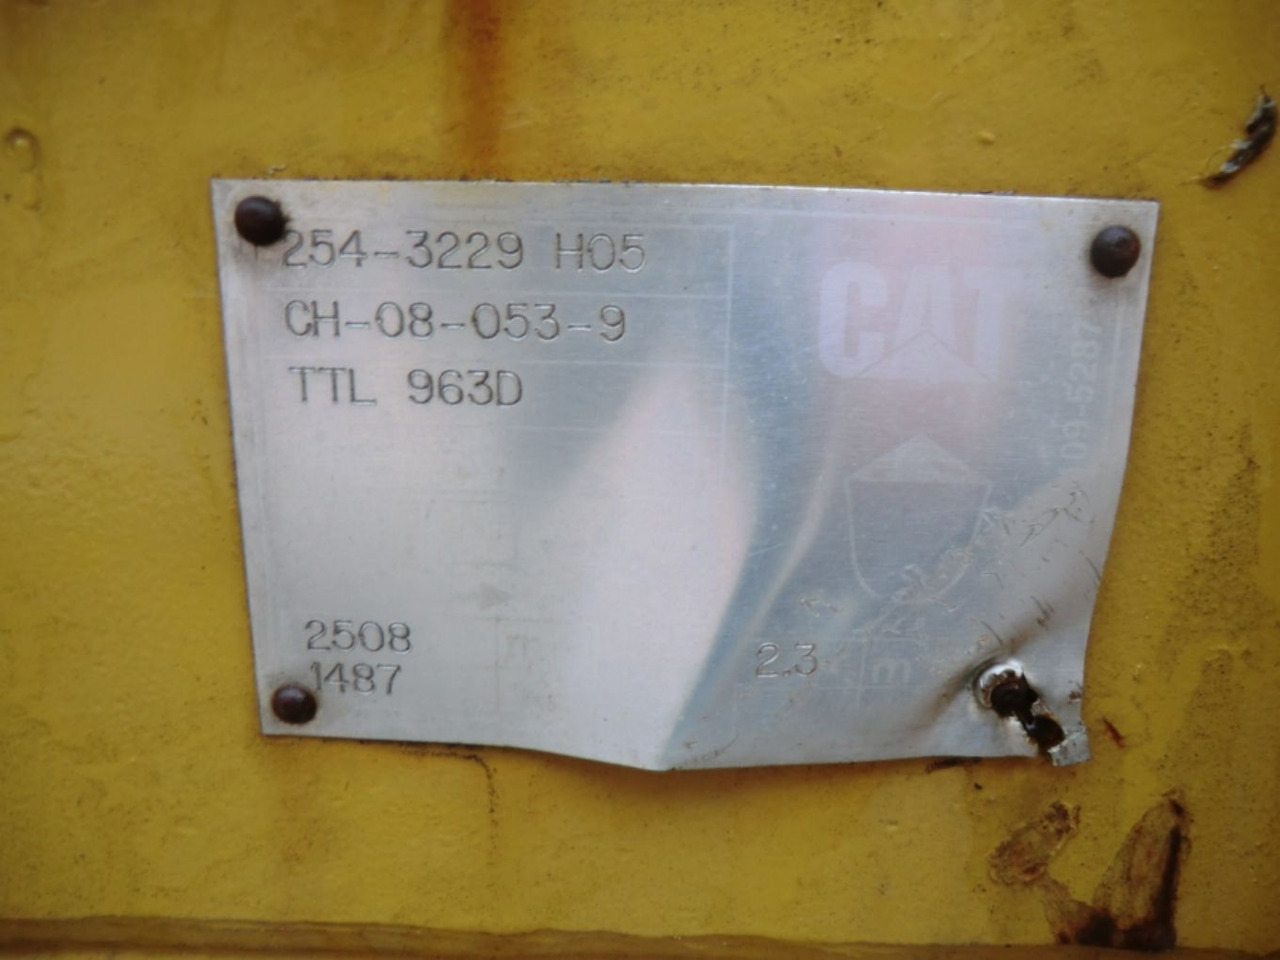 254-3229 H05
CH-08-053-9
TTL 963D
CAT
09-5287
2508
1487
2.3
m